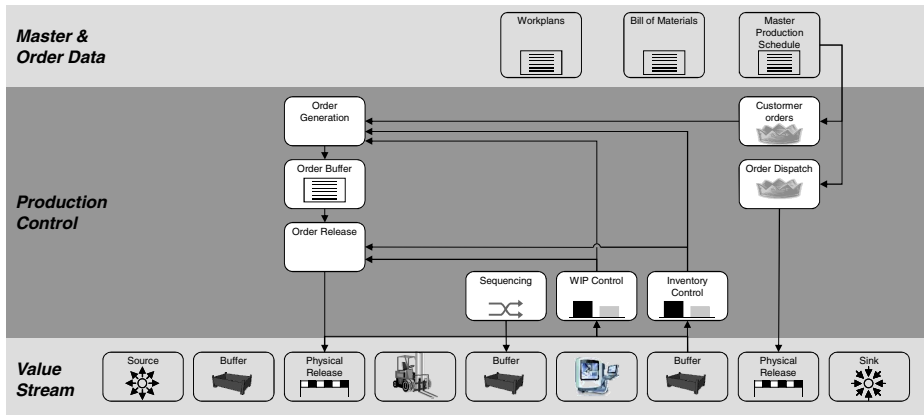 Master &
Order Data
Workplans
Bill of Materials
Master
Production
Schedule
Production
Control
Order
Generation
Custormer
orders
Order Buffer
Order Dispatch
Order Release
Sequencing
WIP Control
Inventory
Control
Value
Stream
Source
Buffer
Physical
Release
Buffer
Buffer
Physical
Release
Sink